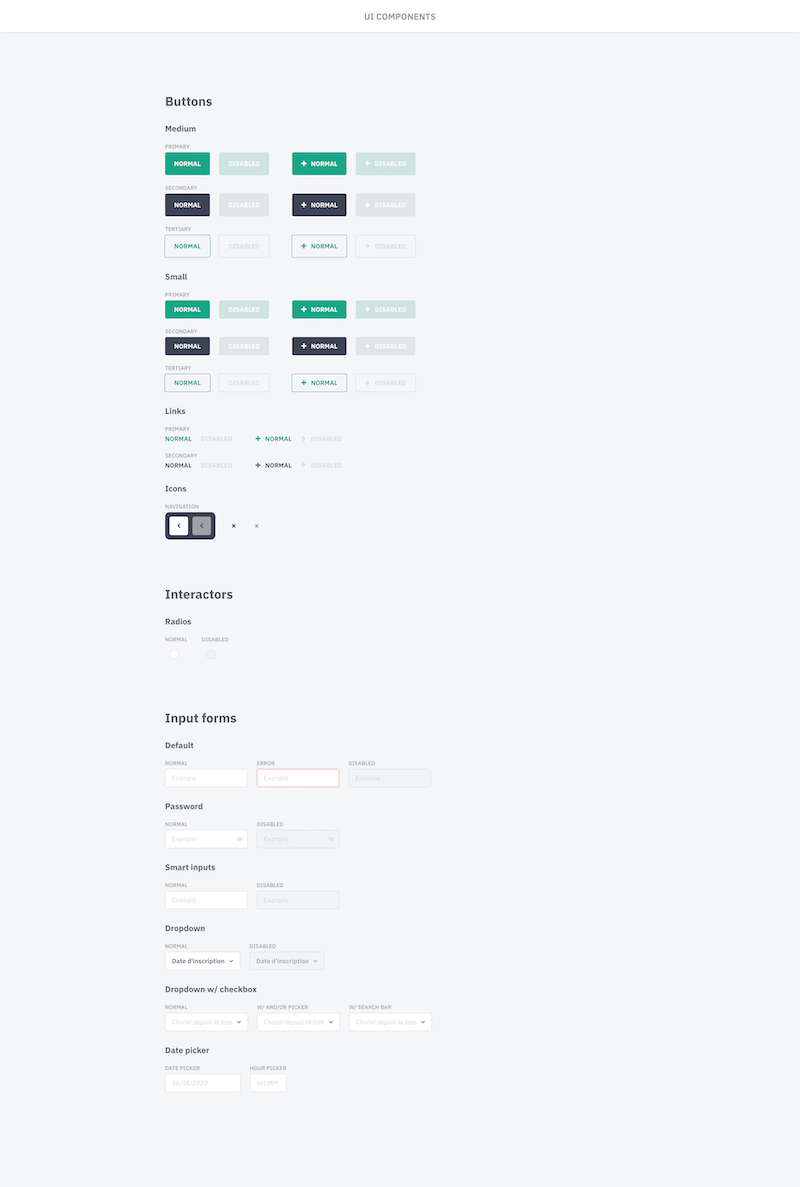 UI COMPONENTS
Buttons
Medium
PRIMARY
NORMAL DISABLED + NORMAL + DISABLED
SECONDARY
NORMAL DISABLED + NORMAL + DISABLED
TERTIARY
NORMAL DISABLED + NORMAL + DISABLED
Small
PRIMARY
NORMAL DISABLED + NORMAL + DISABLED
SECONDARY
NORMAL DISABLED + NORMAL + DISABLED
TERTIARY
NORMAL DISABLED + NORMAL + DISABLED
Links
PRIMARY
NORMAL DISABLED + NORMAL + DISABLED
SECONDARY
NORMAL DISABLED + NORMAL + DISABLED
Icons
NAVIGATION
Interactors
Radios
NORMAL DISABLED
Input forms
Default
NORMAL ERROR DISABLED
Example Example Example
Password
NORMAL DISABLED
Example Example
Smart inputs
NORMAL DISABLED
Example Example
Dropdown
NORMAL DISABLED
Date d'inscription Date d'inscription
Dropdown w/ checkbox
NORMAL W/ AND/OR PICKER W/ SEARCH BAR
Choisir depuis la liste Choisir depuis la liste Choisir depuis la liste
Date picker
DATE PICKER HOUR PICKER
16/08/2020 HH:MM